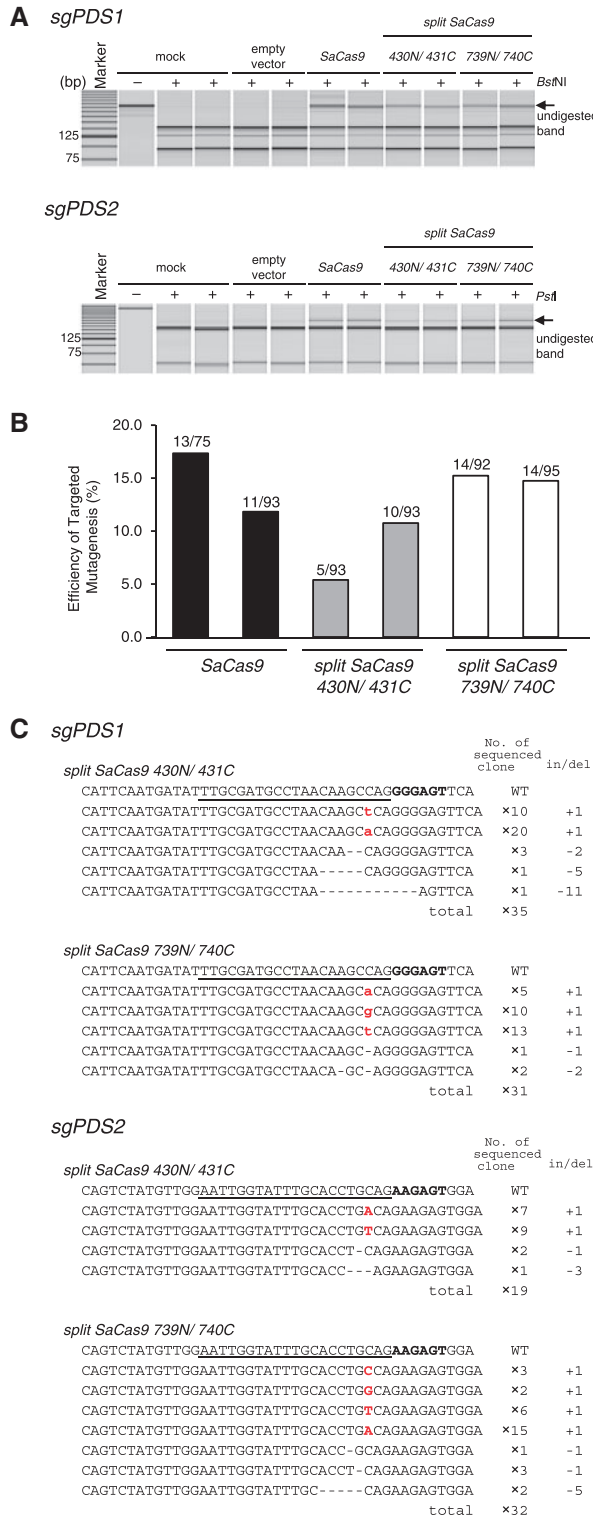 A
sgPDS1
split SaCas9
Marker
mock
empty vector
SaCas9
430N/ 431C
739N/ 740C
(bp)
− + + + + + + + + + +
BstNI
undigested band
125
75
sgPDS2
split SaCas9
Marker
mock
empty vector
SaCas9
430N/ 431C
739N/ 740C
− + + + + + + + + + +
PstI
undigested band
125
75
B
Efficiency of Targeted Mutagenesis (%)
20.0
15.0
10.0
5.0
0.0
13/75
11/93
5/93
10/93
14/92
14/95
SaCas9
split SaCas9 430N/ 431C
split SaCas9 739N/ 740C
C
sgPDS1
No. of sequenced clone
in/del
split SaCas9 430N/ 431C
CATTCAATGATATTTGCGATGCCTAACAAGCCAGGGGAGTTCA WT
CATTCAATGATATTTGCGATGCCTAACAAGCtCAGGGGAGTTCA ×10 +1
CATTCAATGATATTTGCGATGCCTAACAAGCaCAGGGGAGTTCA ×20 +1
CATTCAATGATATTTGCGATGCCTAACAA--CAGGGGAGTTCA ×3 -2
CATTCAATGATATTTGCGATGCCTAA-----CAGGGGAGTTCA ×1 -5
CATTCAATGATATTTGCGATGCCTAA-----------AGTTCA ×1 -11
total ×35
split SaCas9 739N/ 740C
CATTCAATGATATTTGCGATGCCTAACAAGCCAGGGGAGTTCA WT
CATTCAATGATATTTGCGATGCCTAACAAGCaCAGGGGAGTTCA ×5 +1
CATTCAATGATATTTGCGATGCCTAACAAGCgCAGGGGAGTTCA ×10 +1
CATTCAATGATATTTGCGATGCCTAACAAGCtCAGGGGAGTTCA ×13 +1
CATTCAATGATATTTGCGATGCCTAACAAGC-AGGGGAGTTCA ×1 -1
CATTCAATGATATTTGCGATGCCTAACA-GC-AGGGGAGTTCA ×2 -2
total ×31
sgPDS2
No. of sequenced clone
in/del
split SaCas9 430N/ 431C
CAGTCTATGTTGGAATTGGTATTTGCACCTGCAGAAGAGTGGA WT
CAGTCTATGTTGGAATTGGTATTTGCACCTGACAGAAGAGTGGA ×7 +1
CAGTCTATGTTGGAATTGGTATTTGCACCTGTCAGAAGAGTGGA ×9 +1
CAGTCTATGTTGGAATTGGTATTTGCACCT-CAGAAGAGTGGA ×2 -1
CAGTCTATGTTGGAATTGGTATTTGCACC---AGAAGAGTGGA ×1 -3
total ×19
split SaCas9 739N/ 740C
CAGTCTATGTTGGAATTGGTATTTGCACCTGCAGAAGAGTGGA WT
CAGTCTATGTTGGAATTGGTATTTGCACCTGCCAGAAGAGTGGA ×3 +1
CAGTCTATGTTGGAATTGGTATTTGCACCTGGCAGAAGAGTGGA ×2 +1
CAGTCTATGTTGGAATTGGTATTTGCACCTGTCAGAAGAGTGGA ×6 +1
CAGTCTATGTTGGAATTGGTATTTGCACCTGACAGAAGAGTGGA ×15 +1
CAGTCTATGTTGGAATTGGTATTTGCACC-GCAGAAGAGTGGA ×1 -1
CAGTCTATGTTGGAATTGGTATTTGCACCT-CAGAAGAGTGGA ×3 -1
CAGTCTATGTTGGAATTGGTATTTGC-----CAGAAGAGTGGA ×2 -5
total ×32